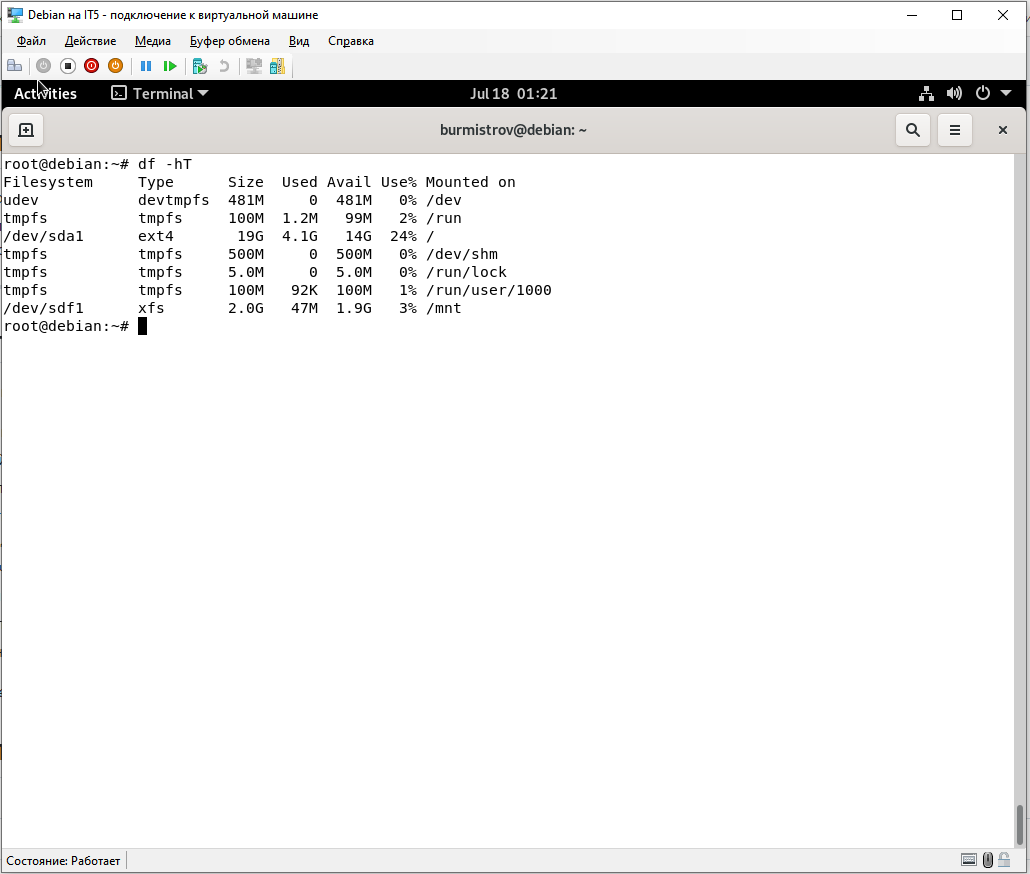 Debian на IT5 - подключение к виртуальной машине
Файл Действие Медиа Буфер обмена Вид Справка
Activities Terminal Jul 18 01:21
burmistrov@debian: ~
root@debian:~# df -hT
Filesystem Type Size Used Avail Use% Mounted on
udev devtmpfs 481M 0 481M 0% /dev
tmpfs tmpfs 100M 1.2M 99M 2% /run
/dev/sda1 ext4 19G 4.1G 14G 24% /
tmpfs tmpfs 500M 0 500M 0% /dev/shm
tmpfs tmpfs 5.0M 0 5.0M 0% /run/lock
tmpfs tmpfs 100M 92K 100M 1% /run/user/1000
/dev/sdf1 xfs 2.0G 47M 1.9G 3% /mnt
root@debian:~#
Состояние: Работает